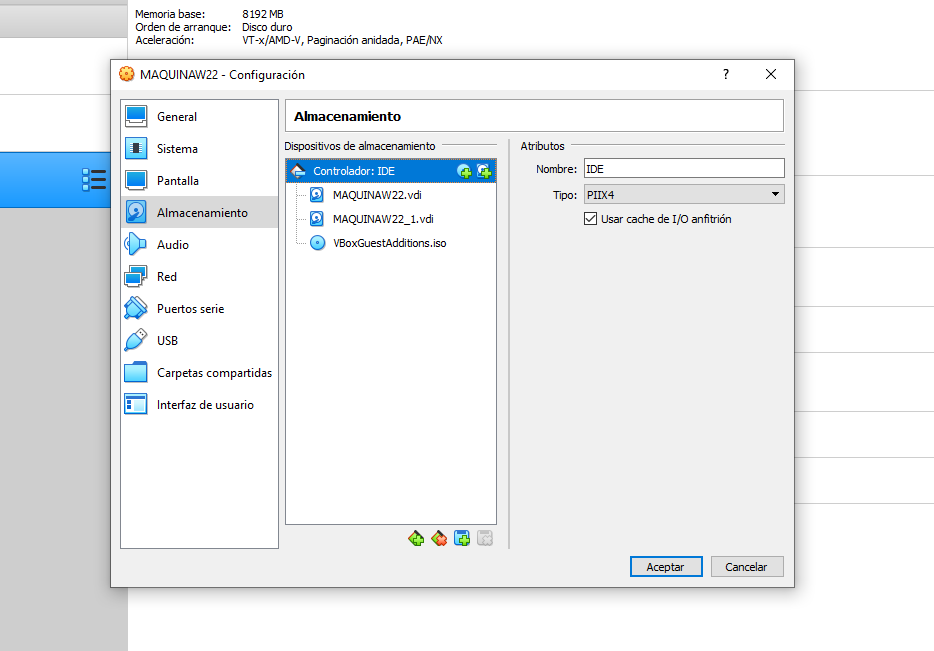 Memoria base: 8192 MB
Orden de arranque: Disco duro
Aceleración: VT-x/AMD-V, Paginación anidada, PAE/NX
MAQUINAW22 - Configuración ?
General
Sistema
Pantalla
Almacenamiento
Audio
Red
Puertos serie
USB
Carpetas compartidas
Interfaz de usuario
Almacenamiento
Dispositivos de almacenamiento
Controlador: IDE
MAQUINAW22.vdi
MAQUINAW22_1.vdi
VBoxGuestAdditions.iso
Atributos
Nombre: IDE
Tipo: PIIX4
Usar cache de I/O anfitrión
Aceptar Cancelar